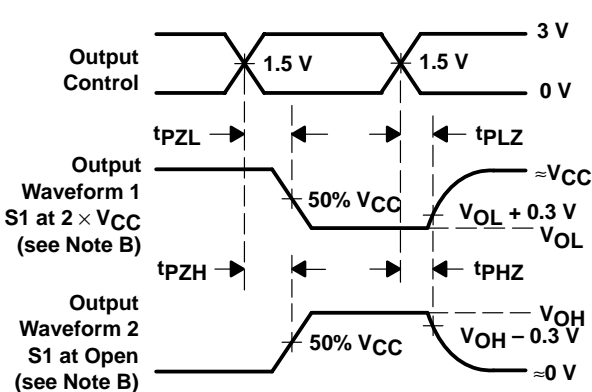 3 V
Output
Control
1.5 V
1.5 V
0 V
tPZL
tPLZ
Output
Waveform 1
S1 at 2 × VCC
(see Note B)
≈VCC
50% VCC
VOL + 0.3 V
VOL
tPZH
tPHZ
Output
Waveform 2
S1 at Open
(see Note B)
VOH
50% VCC
VOH – 0.3 V
≈0 V